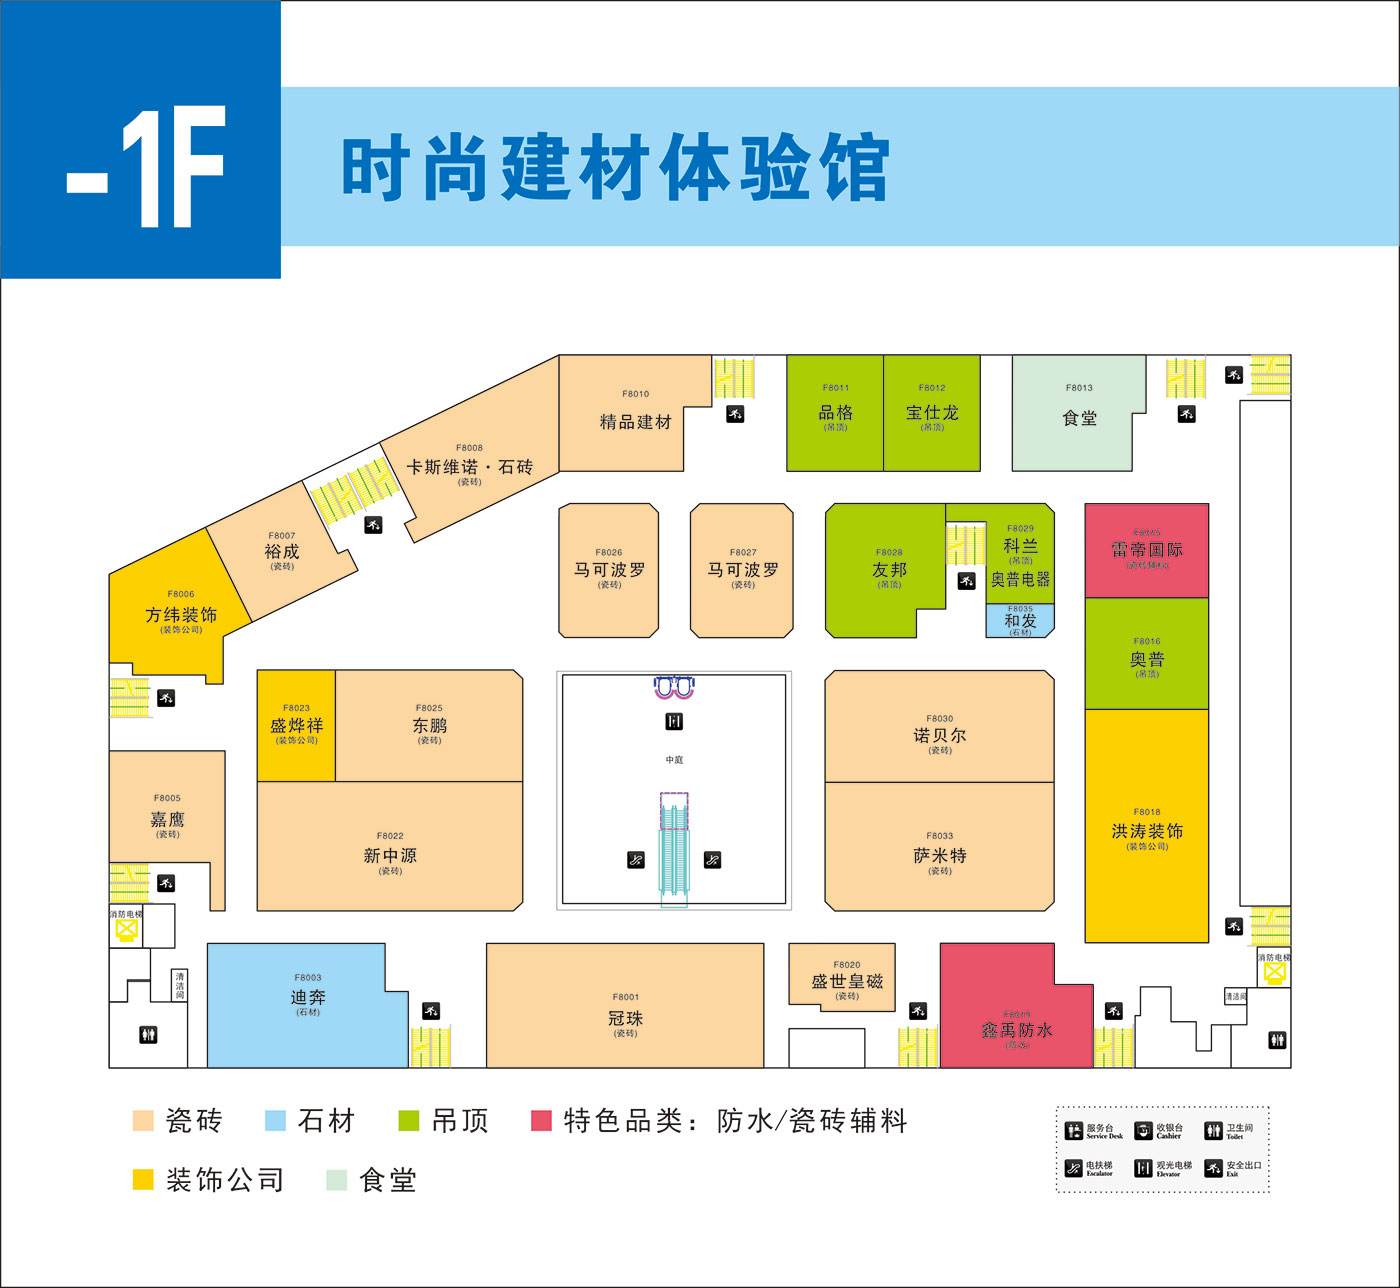 -1F
时尚建材体验馆
F8010
精品建材
F8011
品格
(吊顶)
F8012
宝仕龙
(吊顶)
F8013
食堂
F8008
卡斯维诺·石砖
(瓷砖)
F8007
裕成
(瓷砖)
F8006
方纬装饰
(装饰公司)
F8026
马可波罗
(瓷砖)
F8027
马可波罗
(瓷砖)
F8028
友邦
(吊顶)
F8029
科兰
(吊顶)
奥普电器
F8035
和发
(石材)
雷帝国际
F8016
奥普
(吊顶)
F8023
盛烨祥
(装饰公司)
F8025
东鹏
(瓷砖)
中庭
F8030
诺贝尔
(瓷砖)
F8005
嘉鹰
(瓷砖)
F8022
新中源
(瓷砖)
F8033
萨米特
(瓷砖)
F8018
洪涛装饰
(装饰公司)
消防电梯
清洁间
F8003
迪奔
(石材)
F8001
冠珠
(瓷砖)
F8020
盛世皇磁
(瓷砖)
鑫禹防水
消防电梯
清洁间
瓷砖
石材
吊顶
特色品类：防水/瓷砖辅料
装饰公司
食堂
服务台
Service Desk
收银台
Cashier
卫生间
Toilet
电扶梯
Escalator
观光电梯
Elevator
安全出口
Exit